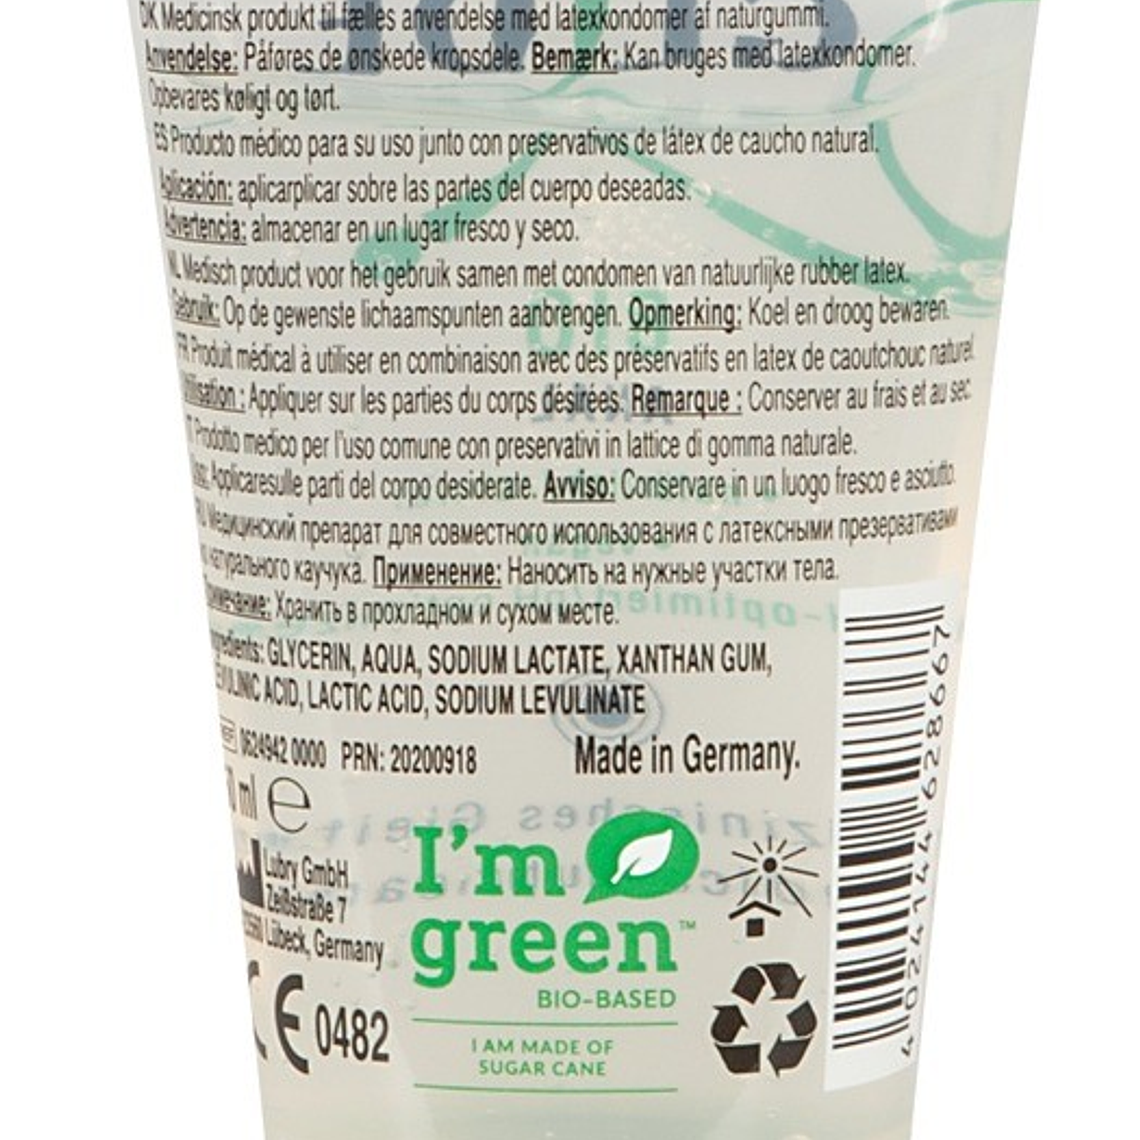 DK Medicinsk produkt til fælles anvendelse med latexkondomer af naturgummi.
Anvendelse: Påføres de ønskede kropsdele. Bemærk: Kan bruges med latexkondomer.
Opbevares køligt og tørt.
ES Producto médico para su uso junto con preservativos de látex de caucho natural.
Aplicación: aplicarplicar sobre las partes del cuerpo deseadas.
Advertencia: almacenar en un lugar fresco y seco.
NL Medisch product voor het gebruik samen met condomen van natuurlijke rubber latex.
Gebruik: Op de gewenste lichaamspunten aanbrengen. Opmerking: Koel en droog bewaren.
FR Produit médical à utiliser en combinaison avec des préservatifs en latex de caoutchouc naturel.
Utilisation : Appliquer sur les parties du corps désirées. Remarque : Conserver au frais et au sec.
IT Prodotto medico per l'uso comune con preservativi in lattice di gomma naturale.
Uso: Applicaresulle parti del corpo desiderate. Avviso: Conservare in un luogo fresco e asciutto.
RU Медицинский препарат для совместного использования с латексными презервативами
натурального каучука. Применение: Наносить на нужные участки тела.
Примечание: Хранить в прохладном и сухом месте.
Ingredients: GLYCERIN, AQUA, SODIUM LACTATE, XANTHAN GUM,
LEVULINIC ACID, LACTIC ACID, SODIUM LEVULINATE
REF 0624942 0000 PRN: 20200918 Made in Germany.
ml e
I'm
green™
BIO-BASED
I AM MADE OF
SUGAR CANE
Lubry GmbH
Zeißstraße 7
Lübeck, Germany
CE 0482
4 024144 628667